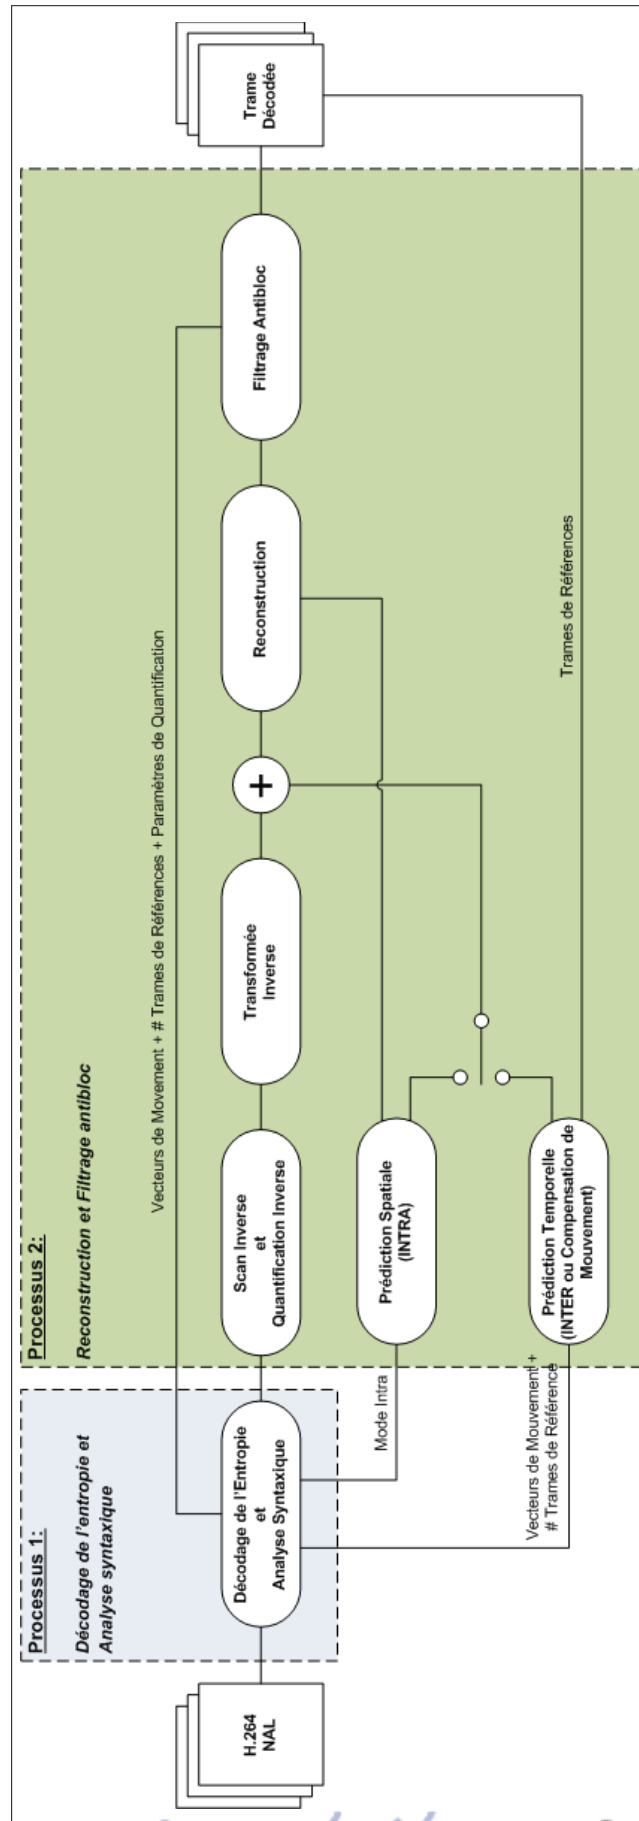 Processus 1:
Décodage de l'entropie et
Analyse syntaxique
Processus 2:
Reconstruction et Filtrage antibloc
Vecteurs de Movement + # Trames de Références + Paramètres de Quantification
H.264
NAL
Décodage de l'Entropie
et
Analyse Syntaxique
Scan Inverse
et
Quantification Inverse
Transformée
Inverse
+
Reconstruction
Filtrage Antibloc
Trame
Décodée
Mode Intra
Prédiction Spatiale
(INTRA)
Vecteurs de Mouvement +
# Trames de Référence
Prédiction Temporelle
(INTER ou Compensation de
Mouvement)
Trames de Références